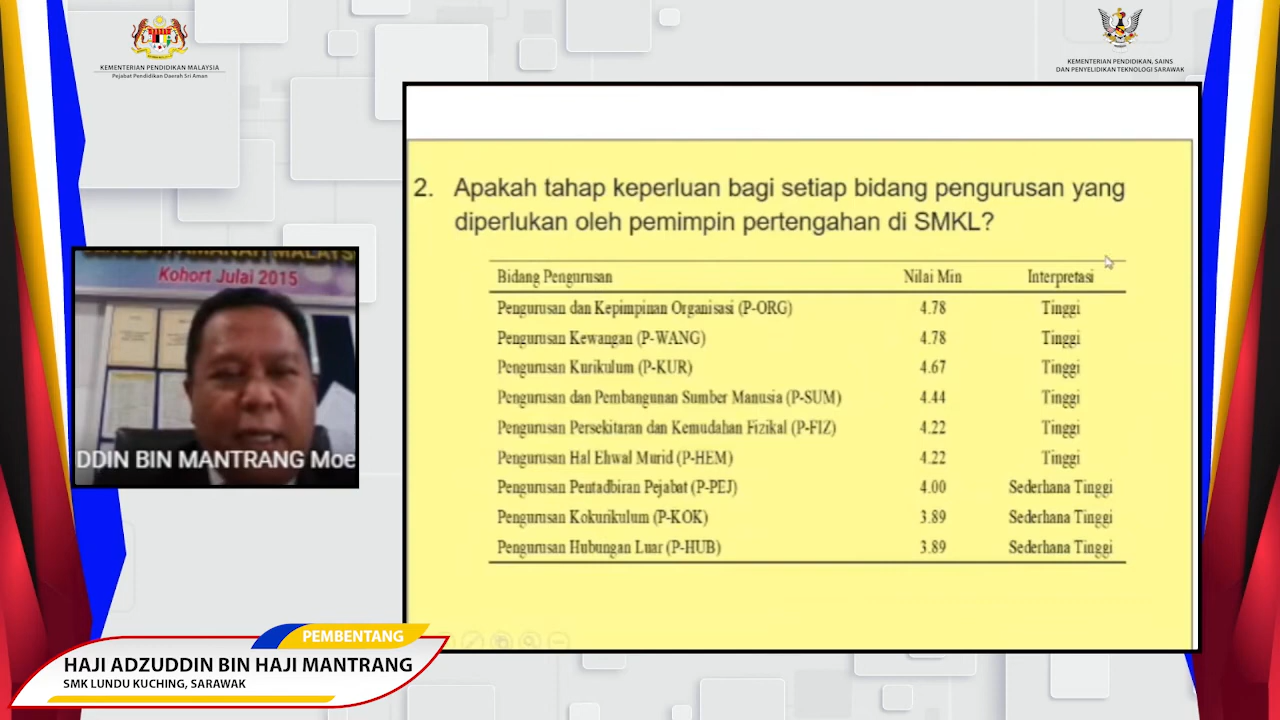 KEMENTERIAN PENDIDIKAN MALAYSIA
Pejabat Pendidikan Daerah Sri Aman
KEMENTERIAN PENDIDIKAN, SAINS
DAN PENYELIDIKAN TEKNOLOGI SARAWAK
2. Apakah tahap keperluan bagi setiap bidang pengurusan yang
diperlukan oleh pemimpin pertengahan di SMKL?
Bidang Pengurusan Nilai Min Interpretasi
Pengurusan dan Kepimpinan Organisasi (P-ORG) 4.78 Tinggi
Pengurusan Kewangan (P-WANG) 4.78 Tinggi
Pengurusan Kurikulum (P-KUR) 4.67 Tinggi
Pengurusan dan Pembangunan Sumber Manusia (P-SUM) 4.44 Tinggi
Pengurusan Persekitaran dan Kemudahan Fizikal (P-FIZ) 4.22 Tinggi
Pengurusan Hal Ehwal Murid (P-HEM) 4.22 Tinggi
Pengurusan Pentadbiran Pejabat (P-PEJ) 4.00 Sederhana Tinggi
Pengurusan Kokurikulum (P-KOK) 3.89 Sederhana Tinggi
Pengurusan Hubungan Luar (P-HUB) 3.89 Sederhana Tinggi
AMANAH MALAYS
Kohort Julai 2015
DDIN BIN MANTRANG Moe
PEMBENTANG
HAJI ADZUDDIN BIN HAJI MANTRANG
SMK LUNDU KUCHING, SARAWAK